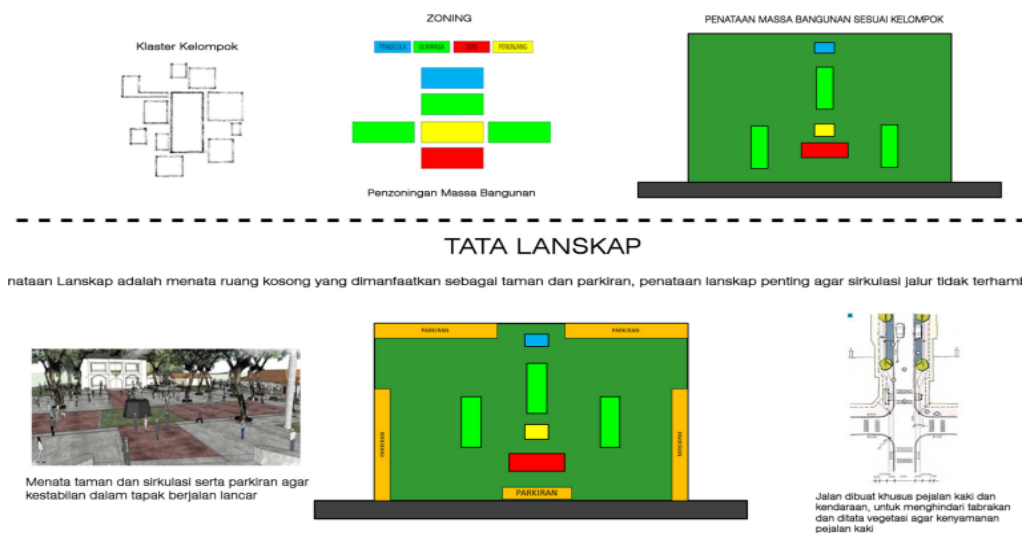 ZONING
PENATAAN MASSA BANGUNAN SESUAI KELOMPOK
Klaster Kelompok
PENGELOLA
OLAHRAGA
PENUNJANG
Penzoningan Massa Bangunan
TATA LANSKAP
nataan Lanskap adalah menata ruang kosong yang dimanfaatkan sebagai taman dan parkiran, penataan lanskap penting agar sirkulasi jalur tidak terhamb
PARKIRAN
PARKIRAN
PARKIRAN
PARKIRAN
PARKIRAN
Menata taman dan sirkulasi serta parkiran agar
kestabilan dalam tapak berjalan lancar
Jalan dibuat khusus pejalan kaki dan
kendaraan, untuk menghindari tabrakan
dan ditata vegetasi agar kenyamanan
pejalan kaki